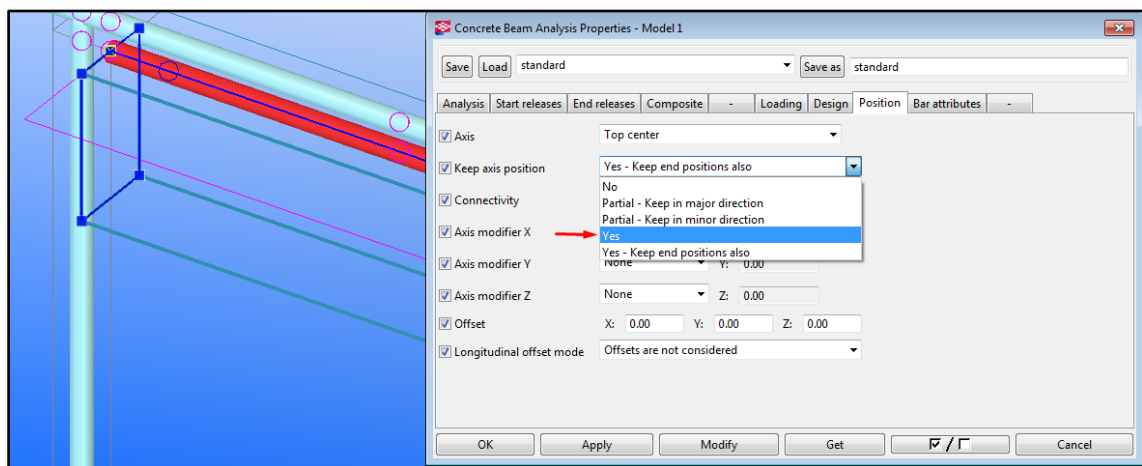 Concrete Beam Analysis Properties - Model 1
Save Load standard Save as standard
Analysis Start releases End releases Composite - Loading Design Position Bar attributes -
Axis Top center
Keep axis position Yes - Keep end positions also
No
Partial - Keep in major direction
Connectivity Partial - Keep in minor direction
Axis modifier X Yes
Yes - Keep end positions also
Axis modifier Y None Y: 0.00
Axis modifier Z None Z: 0.00
Offset X: 0.00 Y: 0.00 Z: 0.00
Longitudinal offset mode Offsets are not considered
OK Apply Modify Get / Cancel